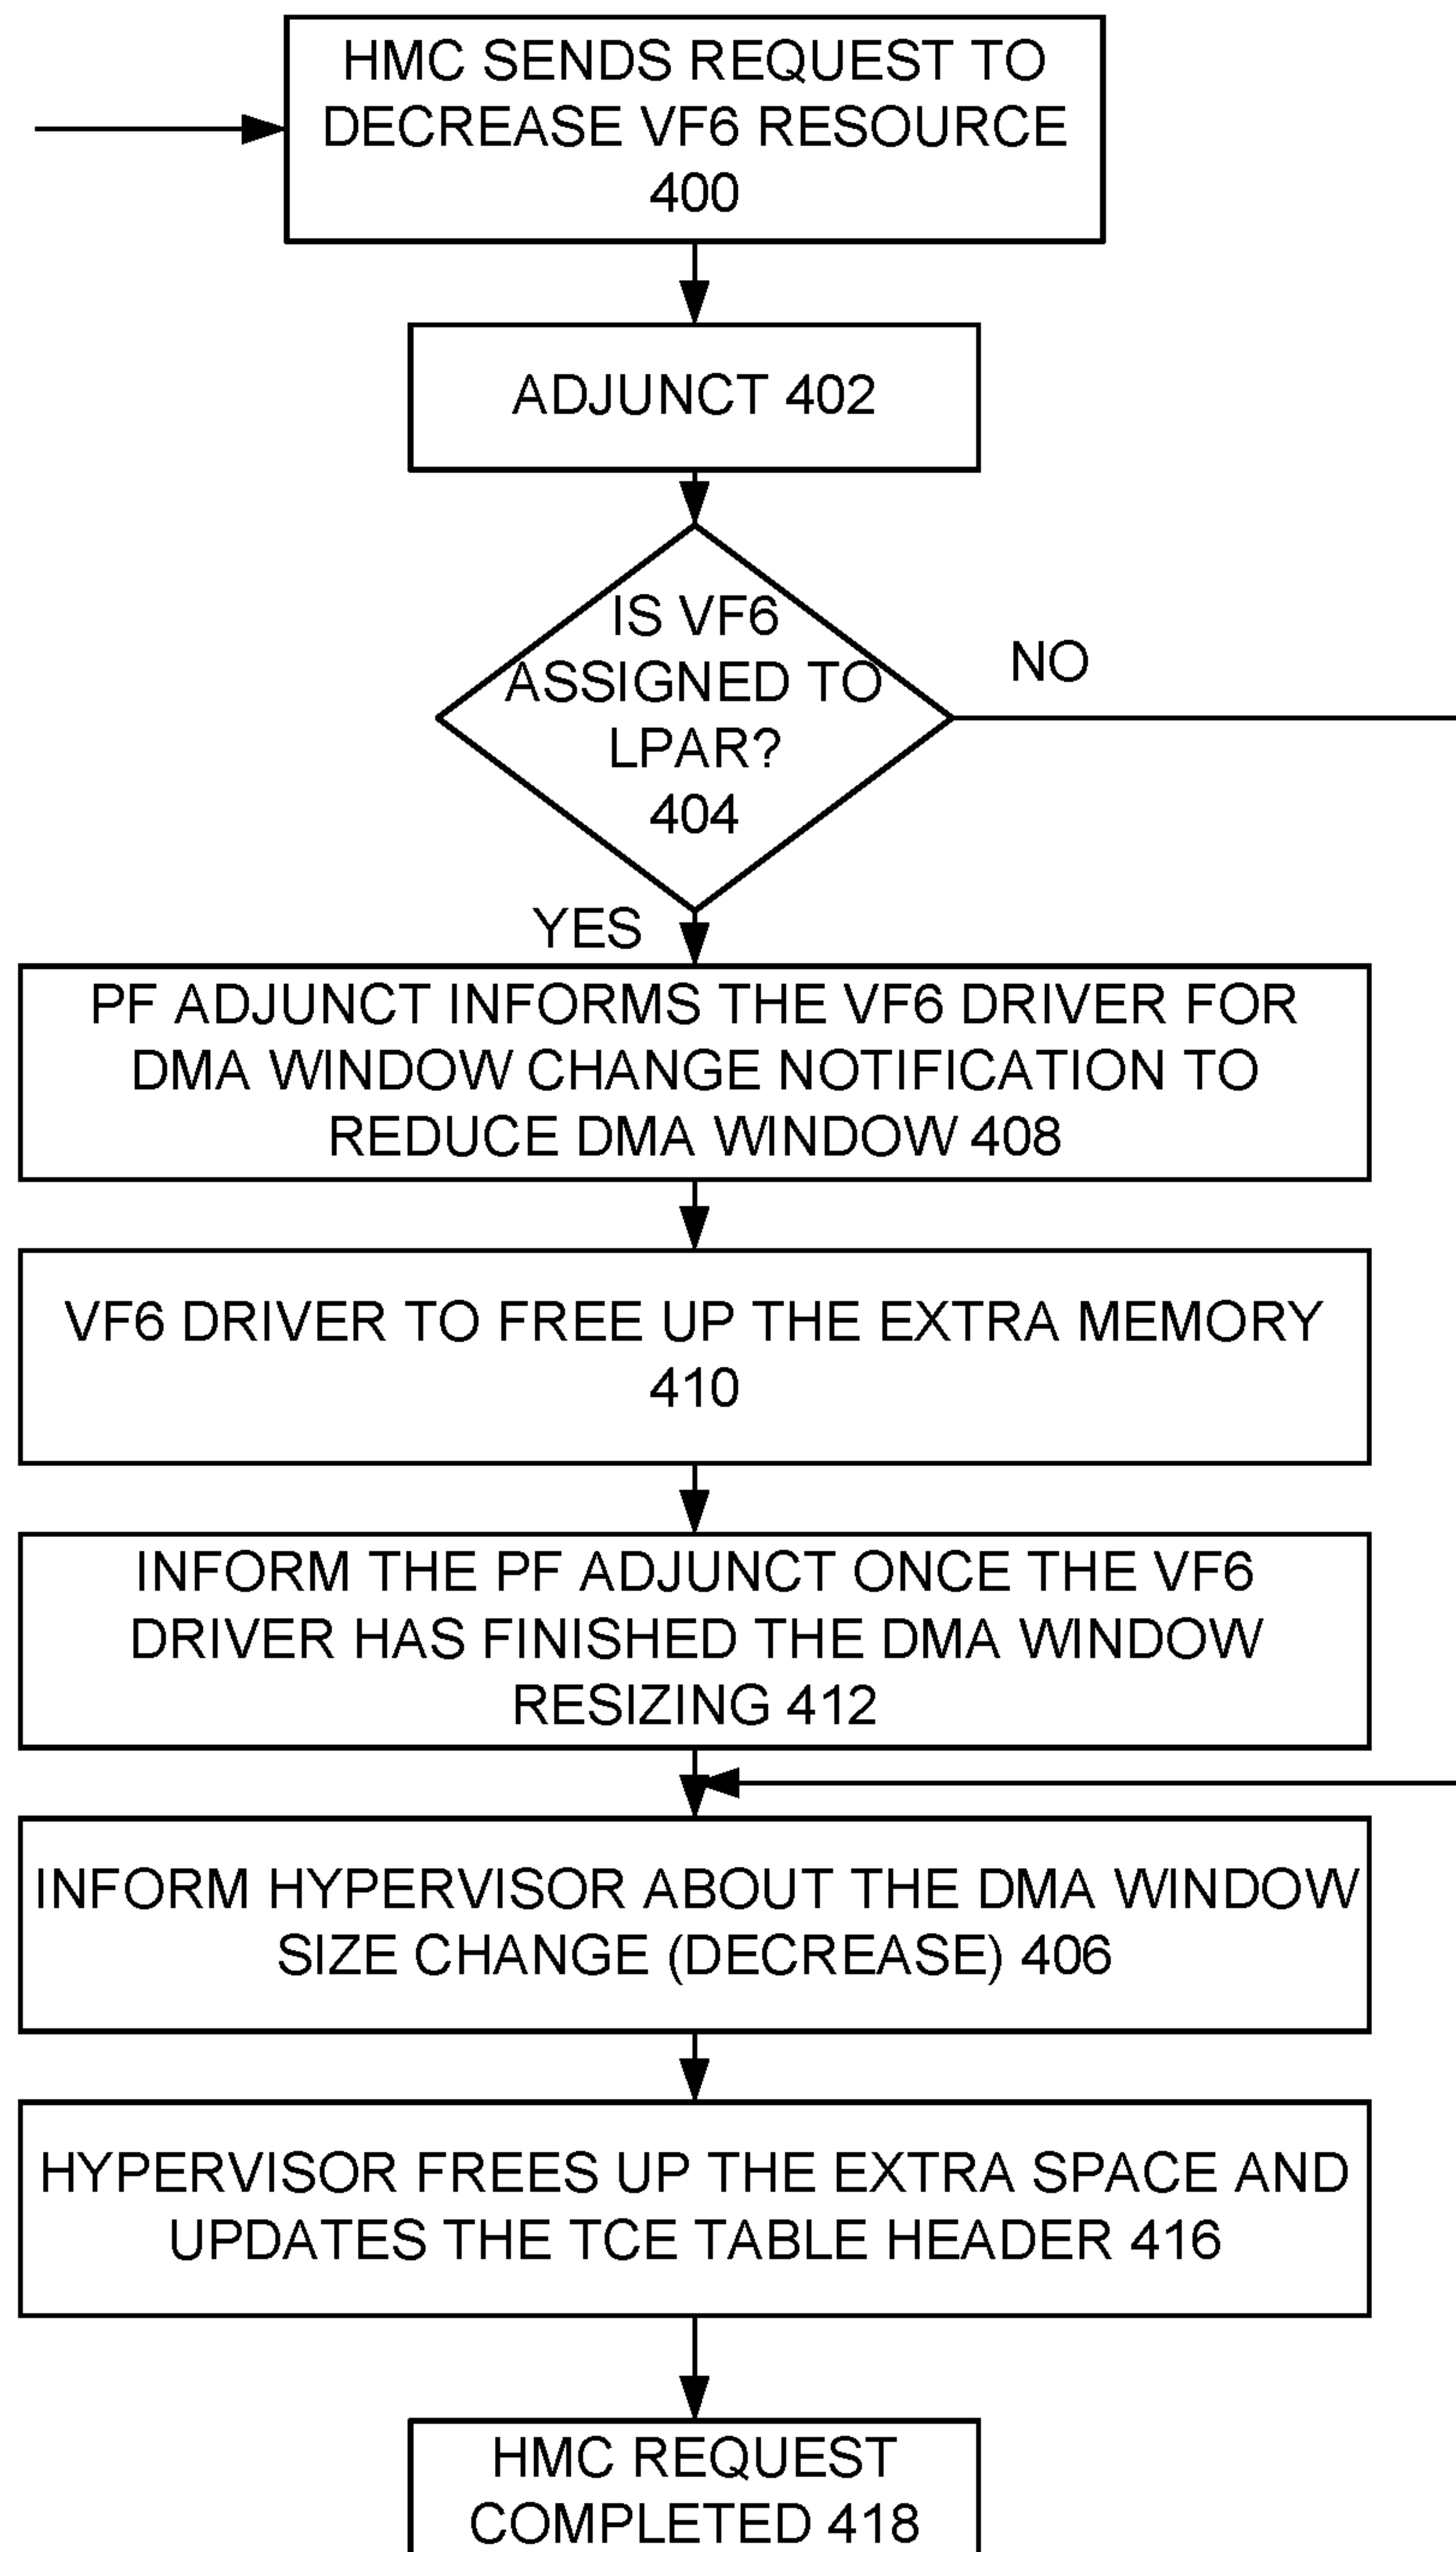 HMC SENDS REQUEST TO
DECREASE VF6 RESOURCE
400
ADJUNCT 402
IS VF6
ASSIGNED TO
LPAR?
404
NO
YES
PF ADJUNCT INFORMS THE VF6 DRIVER FOR
DMA WINDOW CHANGE NOTIFICATION TO
REDUCE DMA WINDOW 408
VF6 DRIVER TO FREE UP THE EXTRA MEMORY
410
INFORM THE PF ADJUNCT ONCE THE VF6
DRIVER HAS FINISHED THE DMA WINDOW
RESIZING 412
INFORM HYPERVISOR ABOUT THE DMA WINDOW
SIZE CHANGE (DECREASE) 406
HYPERVISOR FREES UP THE EXTRA SPACE AND
UPDATES THE TCE TABLE HEADER 416
HMC REQUEST
COMPLETED 418